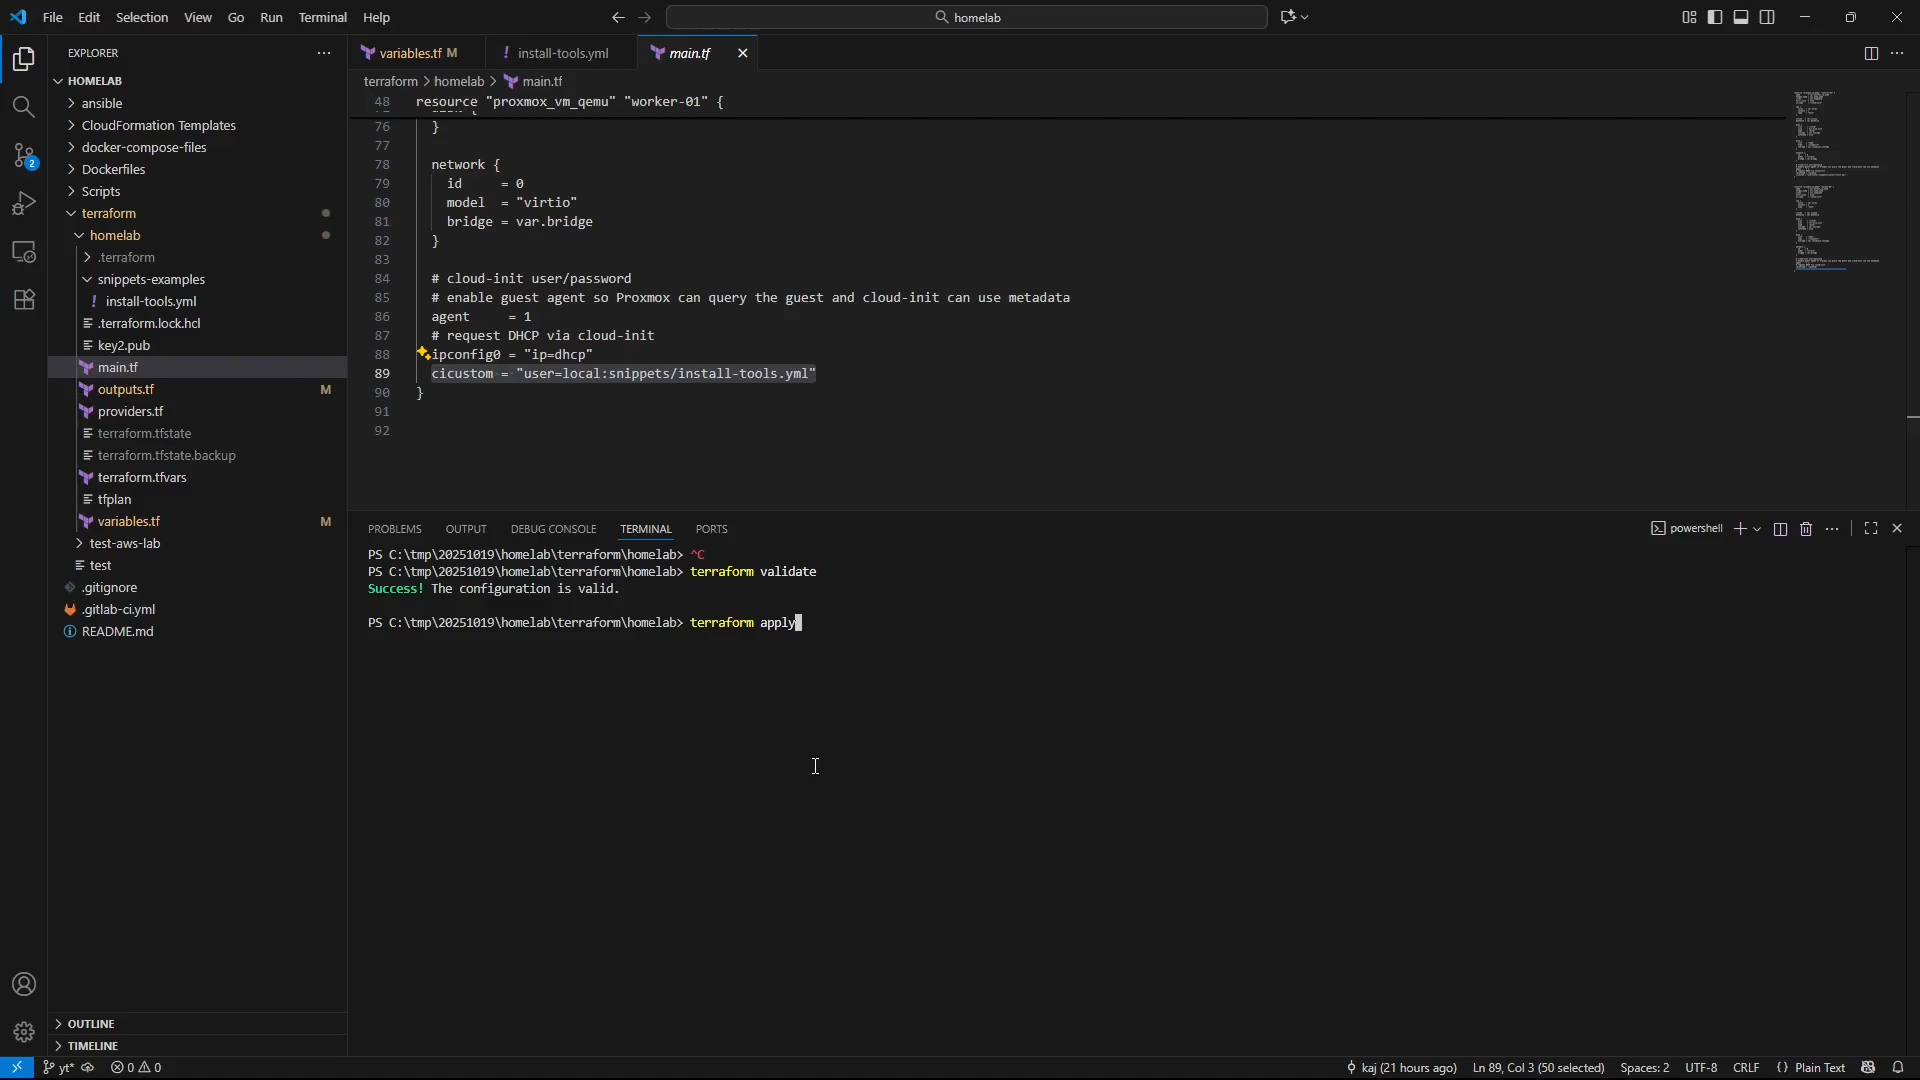 File Edit Selection View Go Run Terminal Help
homelab
EXPLORER
HOMELAB
ansible
CloudFormation Templates
docker-compose-files
Dockerfiles
Scripts
terraform
homelab
.terraform
snippets-examples
! install-tools.yml
.terraform.lock.hcl
key2.pub
main.tf
outputs.tf M
providers.tf
terraform.tfstate
terraform.tfstate.backup
terraform.tfvars
tfplan
variables.tf M
test-aws-lab
test
.gitignore
.gitlab-ci.yml
README.md
OUTLINE
TIMELINE
2
variables.tf M ! install-tools.yml main.tf
terraform > homelab > main.tf
48 resource "proxmox_vm_qemu" "worker-01" {
76 }
77
78 network {
79 id = 0
80 model = "virtio"
81 bridge = var.bridge
82 }
83
84 # cloud-init user/password
85 # enable guest agent so Proxmox can query the guest and cloud-init can use metadata
86 agent = 1
87 # request DHCP via cloud-init
88 ipconfig0 = "ip=dhcp"
89 cicustom = "user=local:snippets/install-tools.yml"
90 }
91
92
PROBLEMS OUTPUT DEBUG CONSOLE TERMINAL PORTS
powershell
PS C:\tmp\20251019\homelab\terraform\homelab> ^C
PS C:\tmp\20251019\homelab\terraform\homelab> terraform validate
Success! The configuration is valid.
PS C:\tmp\20251019\homelab\terraform\homelab> terraform apply
yt* 0 0
kaj (21 hours ago) Ln 89, Col 3 (50 selected) Spaces: 2 UTF-8 CRLF {} Plain Text